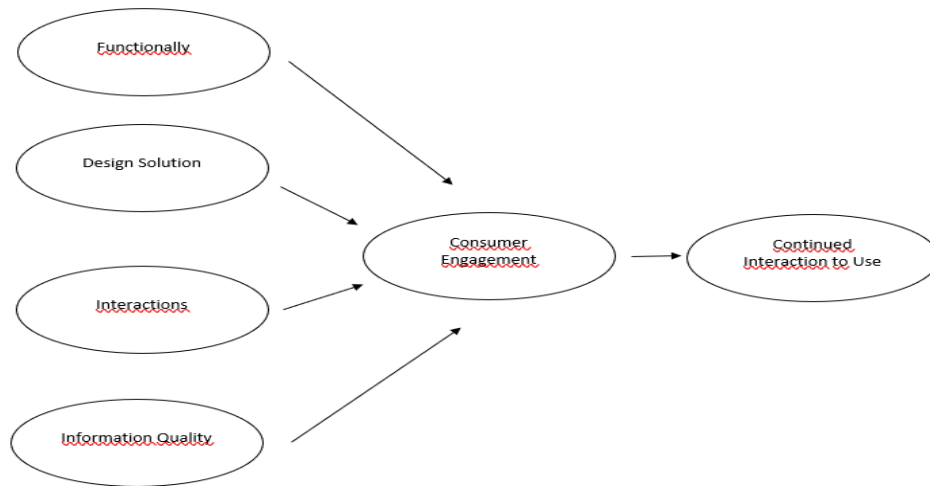 Functionally
Design Solution
Interactions
Information Quality
Consumer
Engagement
Continued
Interaction to Use